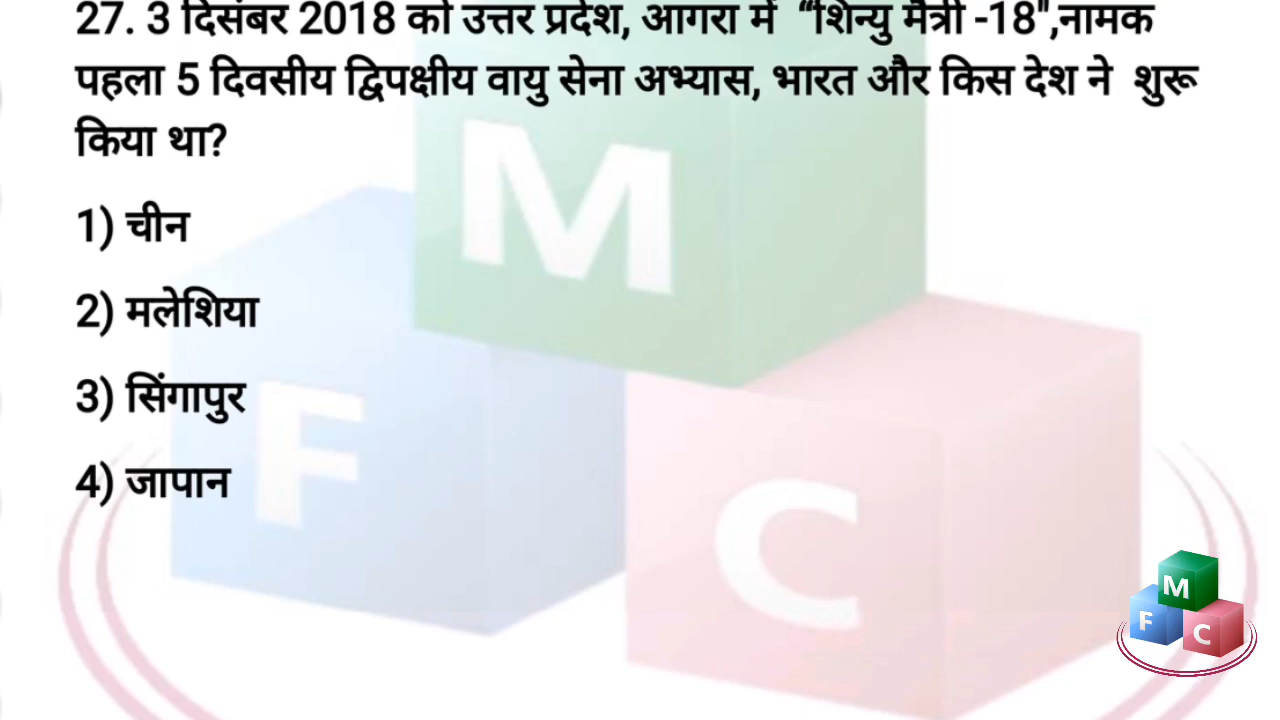 27. 3 दिसंबर 2018 को उत्तर प्रदेश, आगरा में “शिन्यु मैत्री -18",नामक
पहला 5 दिवसीय द्विपक्षीय वायु सेना अभ्यास, भारत और किस देश ने शुरू
किया था?
1) चीन
2) मलेशिया
3) सिंगापुर
4) जापान
M
F
C
M
F
C